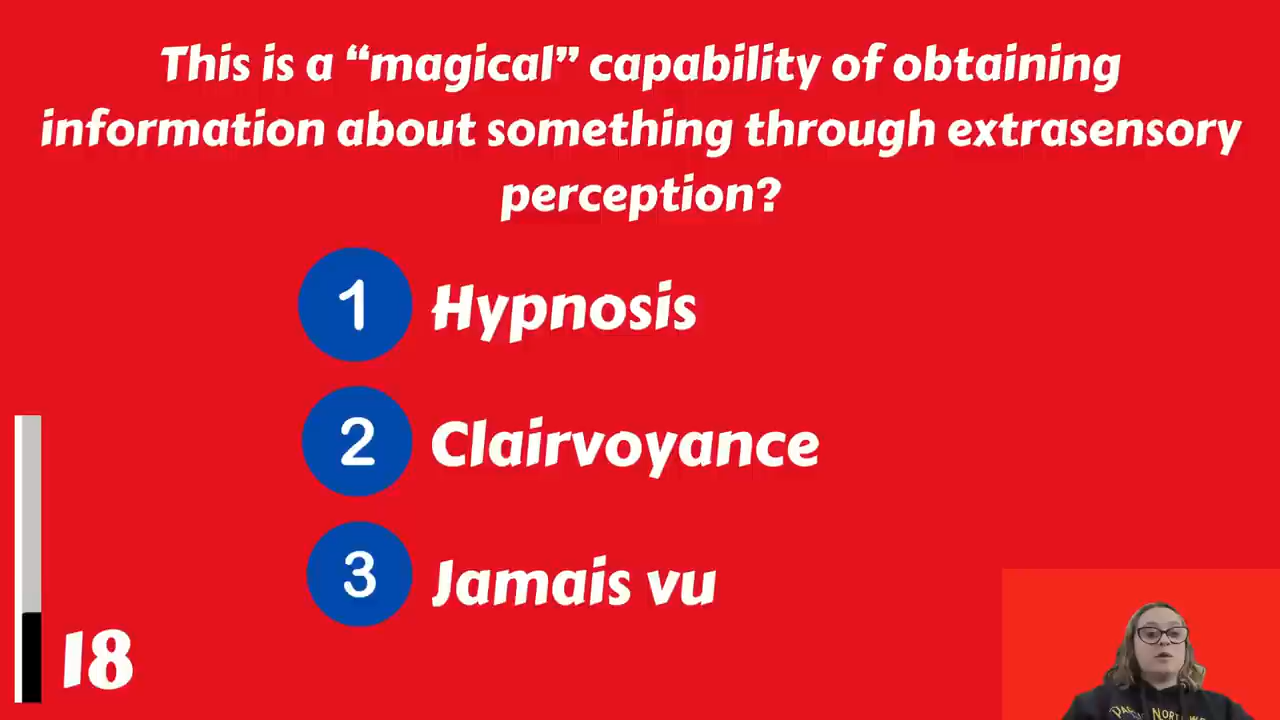 This is a “magical” capability of obtaining
information about something through extrasensory
perception?
1 Hypnosis
2 Clairvoyance
3 Jamais vu
18